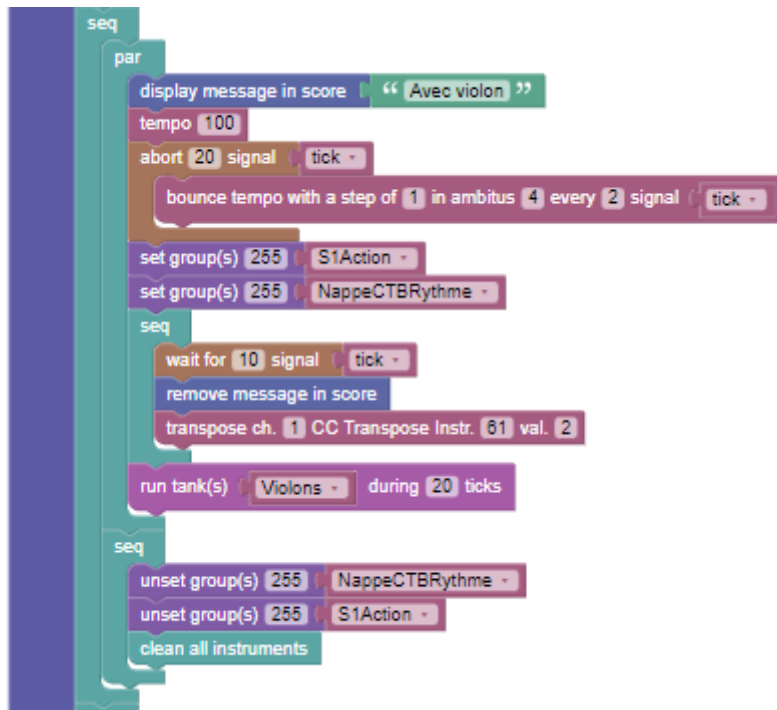 seq
par
display message in score “ Avec violon ”
tempo 100
abort 20 signal tick
bounce tempo with a step of 1 in ambitus 4 every 2 signal tick
set group(s) 255 S1Action
set group(s) 255 NappeCTBRythme
seq
wait for 10 signal tick
remove message in score
transpose ch. 1 CC Transpose Instr. 61 val. 2
run tank(s) Violons during 20 ticks
seq
unset group(s) 255 NappeCTBRythme
unset group(s) 255 S1Action
clean all instruments